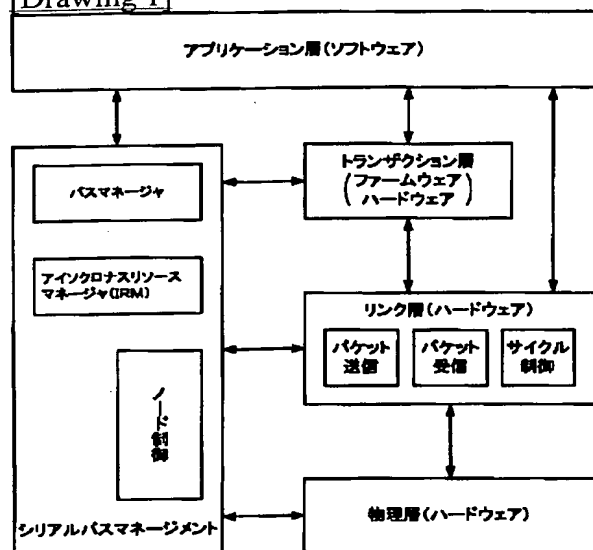 [Drawing 1]
アプリケーション層(ソフトウェア)
トランザクション層
(ファームウェア
ハードウェア)
バスマネージャ
アイソクロナスリソース
マネージャ(IRM)
リンク層(ハードウェア)
パケット
送信
パケット
受信
サイクル
制御
ノード制御
シリアルバスマネージメント
物理層(ハードウェア)